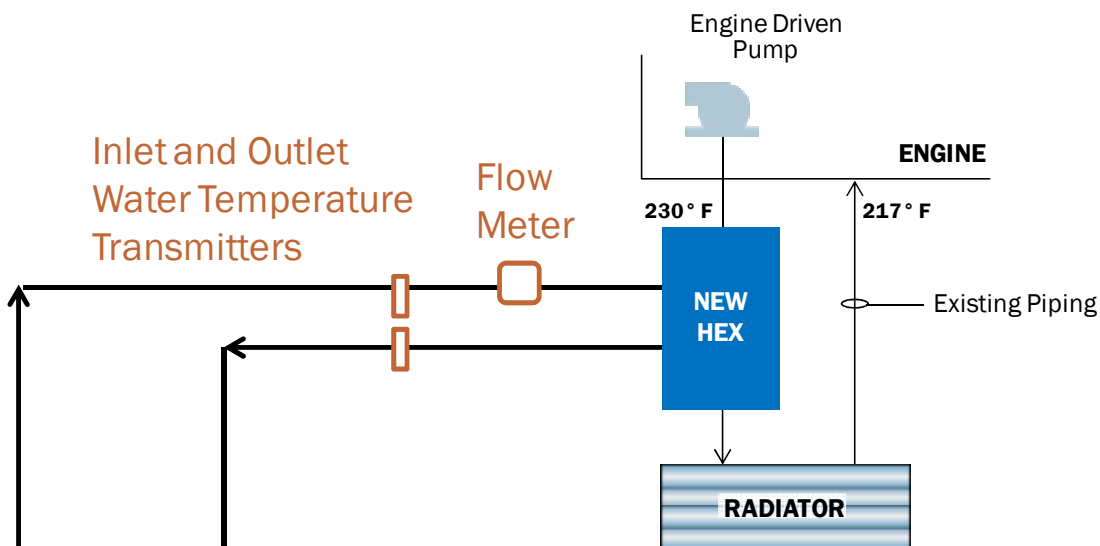 Engine Driven
Pump
Inlet and Outlet
Water Temperature
Transmitters
Flow
Meter
ENGINE
230° F
217° F
NEW
HEX
Existing Piping
RADIATOR